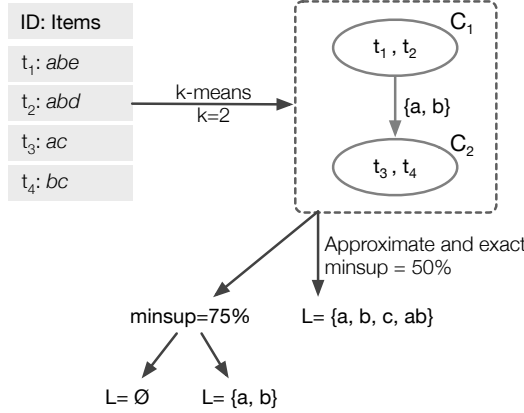 ID: Items
t₁: abe
t₂: abd
t₃: ac
t₄: bc
k-means
k=2
C₁
t₁ , t₂
{a, b}
C₂
t₃ , t₄
Approximate and exact
minsup = 50%
minsup=75%
L= {a, b, c, ab}
L= Ø
L= {a, b}